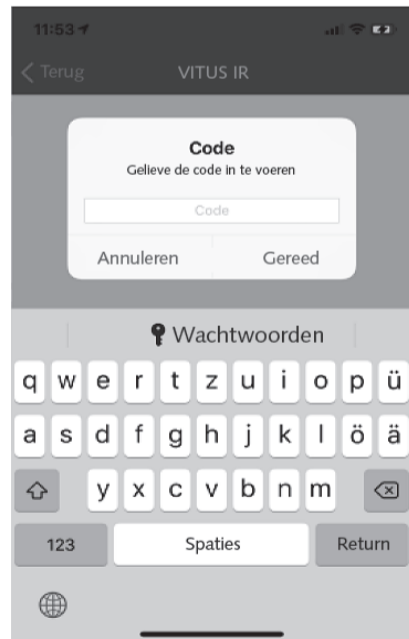 11:53
Terug VITUS IR
Code
Gelieve de code in te voeren
Code
Annuleren Gereed
Wachtwoorden
q w e r t z u i o p ü
a s d f g h j k l ö ä
y x c v b n m
123 Spaties Return